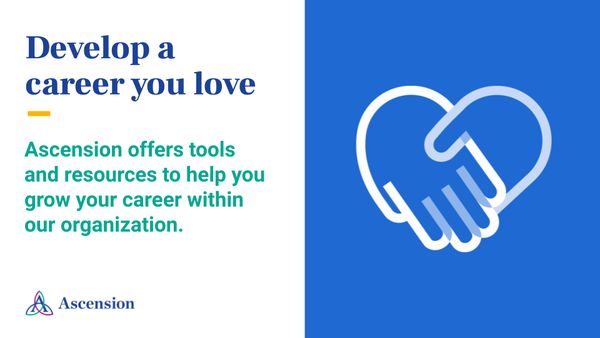 Develop a
career you love
Ascension offers tools
and resources to help you
grow your career within
our organization.
Ascension